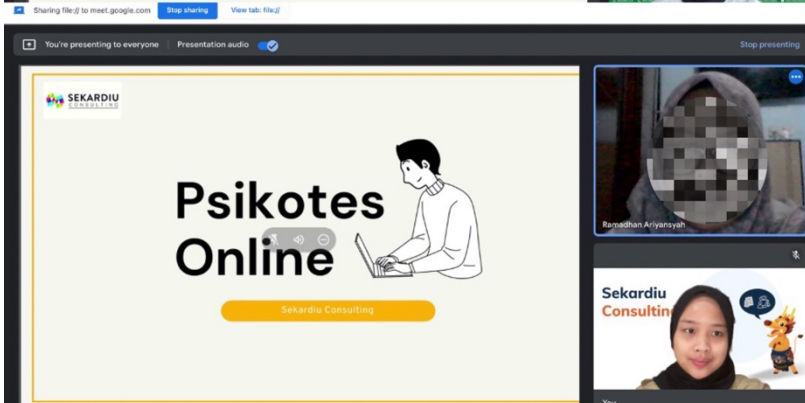 Sharing file:// to meet.google.com Stop sharing View tab: file://
You're presenting to everyone Presentation audio Stop presenting
SEKARDIU
CONSULTING
Psikotes
Online
Sekardiu Consulting
Ramadhan Ariyansyah
Sekardiu
Consulting
You